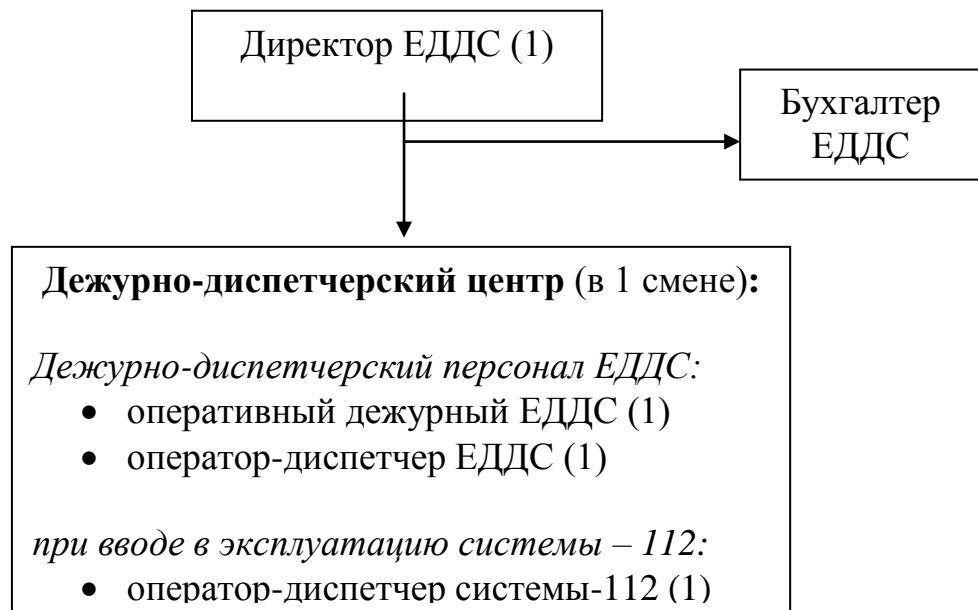 Директор ЕДДС (1)
Бухгалтер
ЕДДС
Дежурно-диспетчерский центр (в 1 смене):
Дежурно-диспетчерский персонал ЕДДС:
• оперативный дежурный ЕДДС (1)
• оператор-диспетчер ЕДДС (1)
при вводе в эксплуатацию системы – 112:
• оператор-диспетчер системы-112 (1)